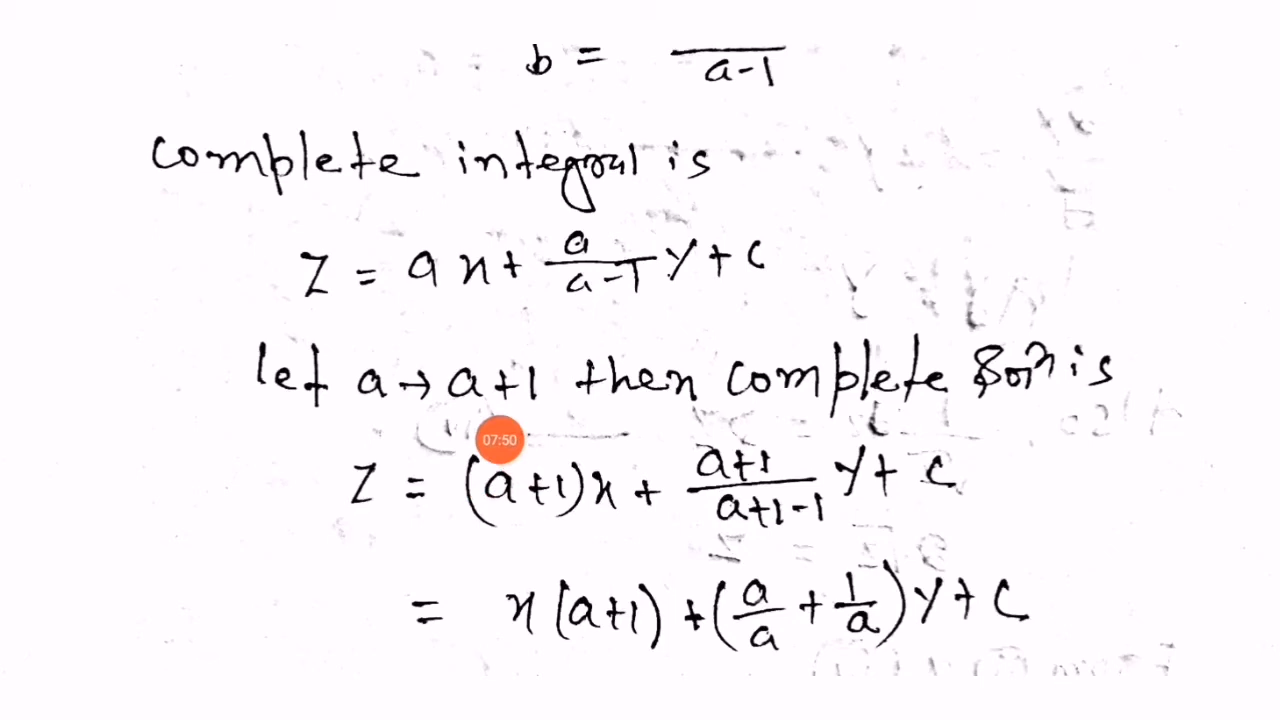 b = /(a-1)
complete integral is
Z = ax + a/(a-1) y + c
let a → a+1 then complete Soln is
07:50
Z = (a+1)x + (a+1)/(a+1-1) y + c
= x(a+1) + (a/a + 1/a) y + c